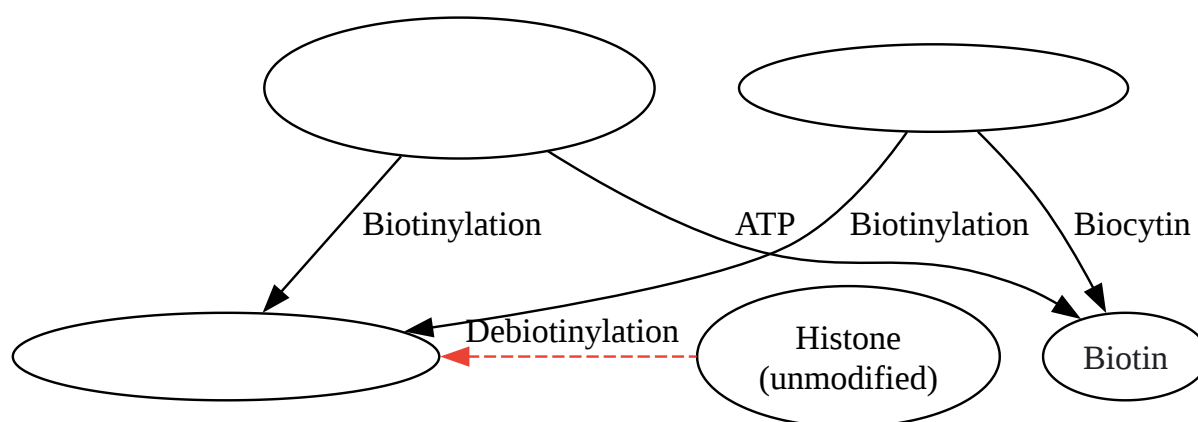 Biotinylation
ATP
Biotinylation
Biocytin
Debiotinylation
Histone
(unmodified)
Biotin